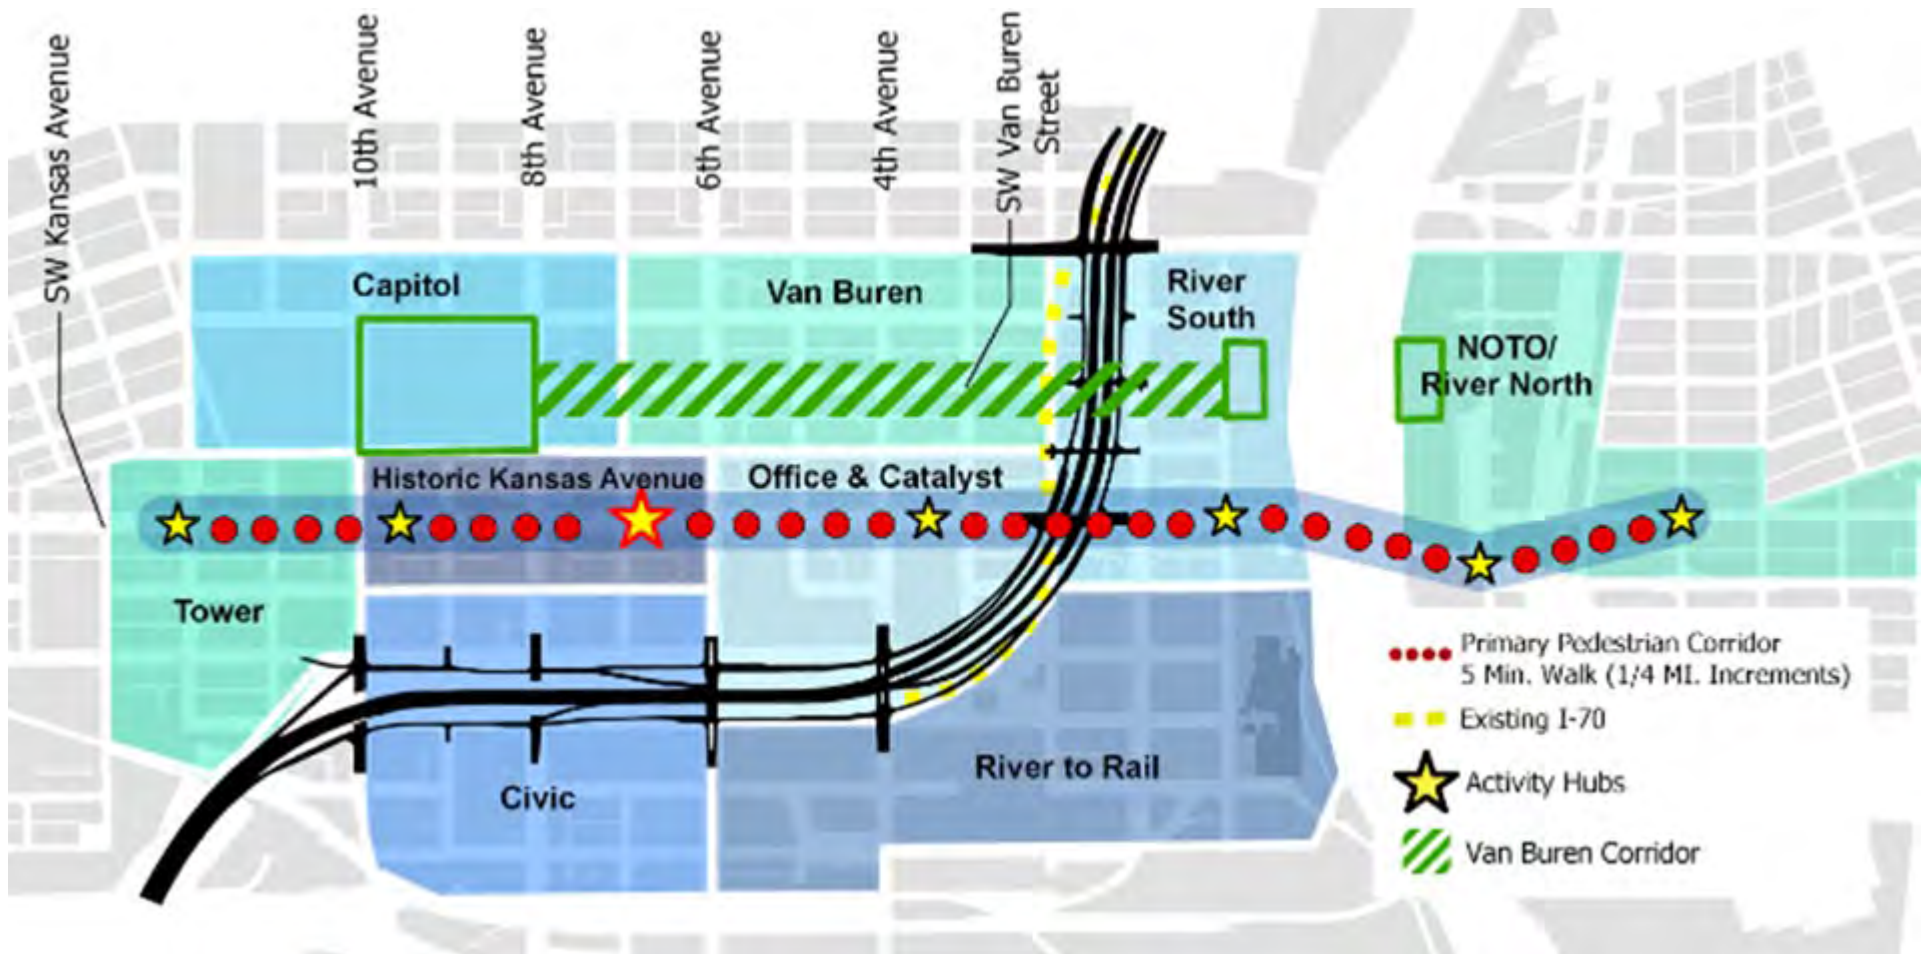 SW Kansas Avenue
10th Avenue
8th Avenue
6th Avenue
4th Avenue
SW Van Buren
Street
Capitol
Van Buren
River
South
NOTO/
River North
Historic Kansas Avenue
Office & Catalyst
Tower
Civic
River to Rail
Primary Pedestrian Corridor
5 Min. Walk (1/4 MI. Increments)
Existing I-70
Activity Hubs
Van Buren Corridor